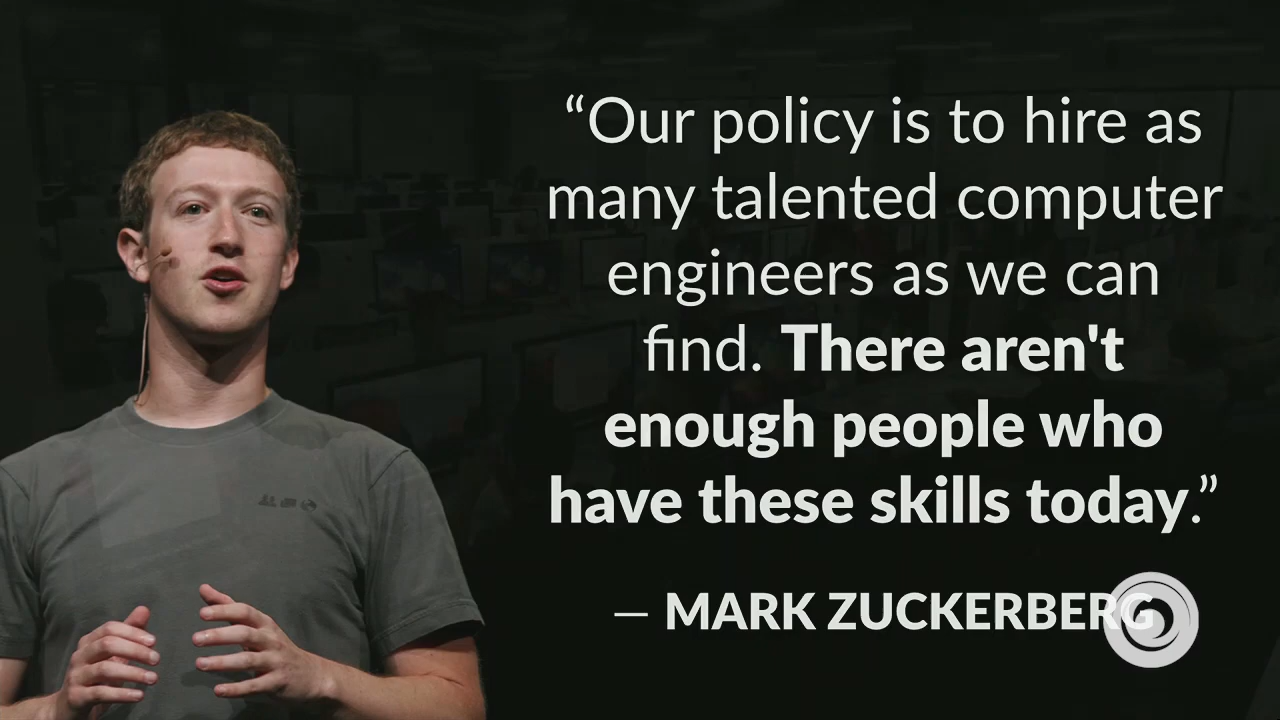 “Our policy is to hire as
many talented computer
engineers as we can
find. There aren't
enough people who
have these skills today.”
– MARK ZUCKERBERG